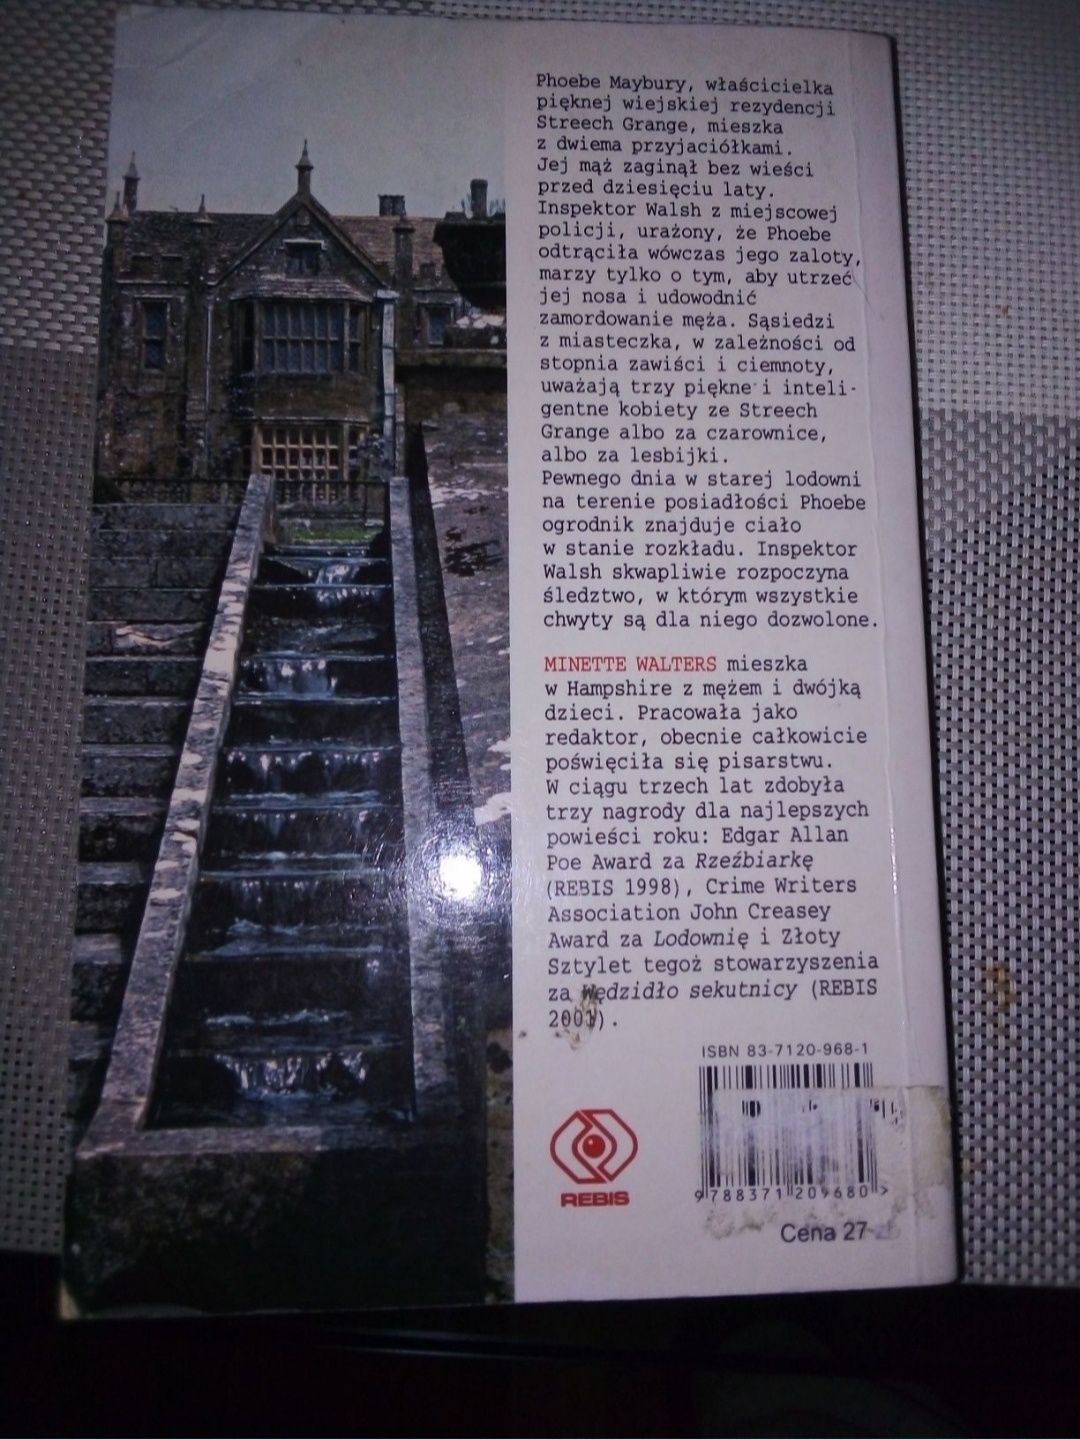 Phoebe Maybury, właścicielka
pięknej wiejskiej rezydencji
Streech Grange, mieszka
z dwiema przyjaciółkami.
Jej mąż zaginął bez wieści
przed dziesięciu laty.
Inspektor Walsh z miejscowej
policji, urażony, że Phoebe
odtrąciła wówczas jego zaloty,
marzy tylko o tym, aby utrzeć
jej nosa i udowodnić
zamordowanie męża. Sąsiedzi
z miasteczka, w zależności od
stopnia zawiści i ciemnoty,
uważają trzy piękne i inteli-
gentne kobiety ze Streech
Grange albo za czarownice,
albo za lesbijki.
Pewnego dnia w starej lodowni
na terenie posiadłości Phoebe
ogrodnik znajduje ciało
w stanie rozkładu. Inspektor
Walsh skwapliwie rozpoczyna
śledztwo, w którym wszystkie
chwyty są dla niego dozwolone.
MINETTE WALTERS mieszka
w Hampshire z mężem i dwójką
dzieci. Pracowała jako
redaktor, obecnie całkowicie
poświęciła się pisarstwu.
W ciągu trzech lat zdobyła
trzy nagrody dla najlepszych
powieści roku: Edgar Allan
Poe Award za Rzeźbiarkę
(REBIS 1998), Crime Writers
Association John Creasey
Award za Lodownię i Złoty
Sztylet tegoż stowarzyszenia
za Wędzidło sekutnicy (REBIS
2001).
ISBN 83-7120-968-1
9788371209680>
REBIS
Cena 27 zł